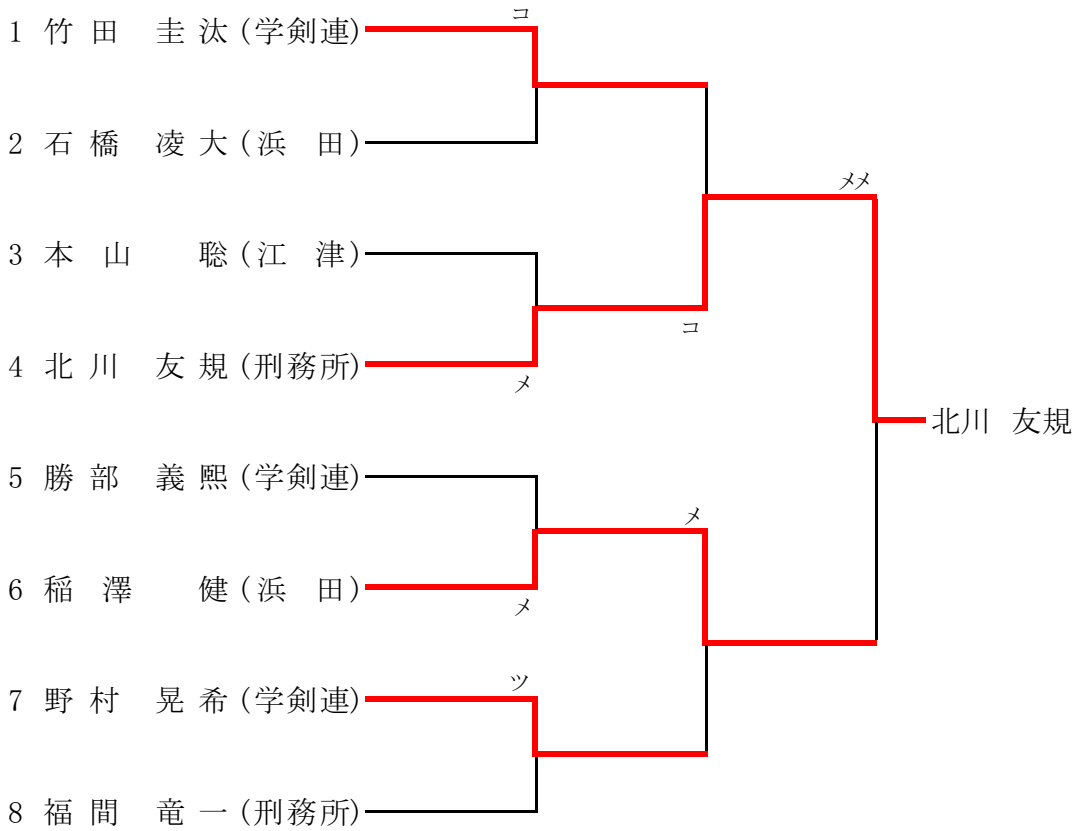 コ
1 竹田 圭汰(学剣連)
2 石橋 凌大(浜 田)
メメ
3 本山 聡(江 津)
コ
4 北川 友規(刑務所)
メ
北川 友規
5 勝部 義熙(学剣連)
メ
6 稲澤 健(浜 田)
メ
ツ
7 野村 晃希(学剣連)
8 福間 竜一(刑務所)